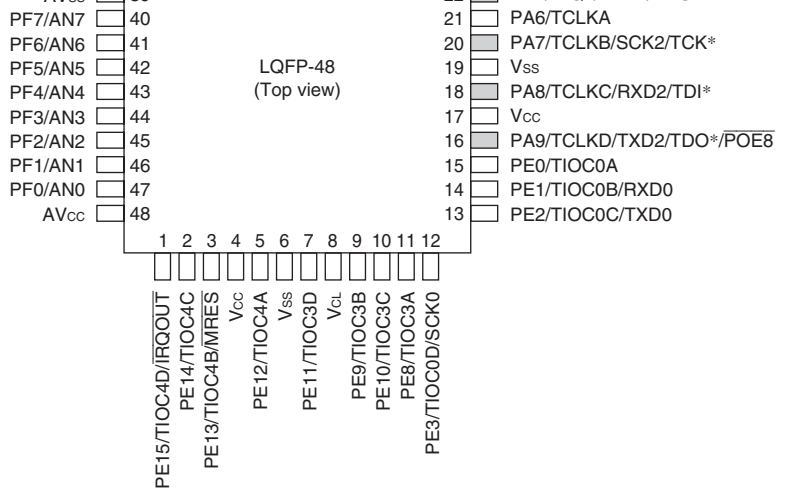 PF7/AN7 40
PF6/AN6 41
PF5/AN5 42
PF4/AN4 43
PF3/AN3 44
PF2/AN2 45
PF1/AN1 46
PF0/AN0 47
AVcc 48
LQFP-48
(Top view)
21 PA6/TCLKA
20 PA7/TCLKB/SCK2/TCK*
19 Vss
18 PA8/TCLKC/RXD2/TDI*
17 Vcc
16 PA9/TCLKD/TXD2/TDO*/POE8
15 PE0/TIOC0A
14 PE1/TIOC0B/RXD0
13 PE2/TIOC0C/TXD0
1 2 3 4 5 6 7 8 9 10 11 12
PE15/TIOC4D/IRQOUT
PE14/TIOC4C
PE13/TIOC4B/MRES
Vcc
PE12/TIOC4A
Vss
PE11/TIOC3D
VCL
PE9/TIOC3B
PE10/TIOC3C
PE8/TIOC3A
PE3/TIOC0D/SCK0